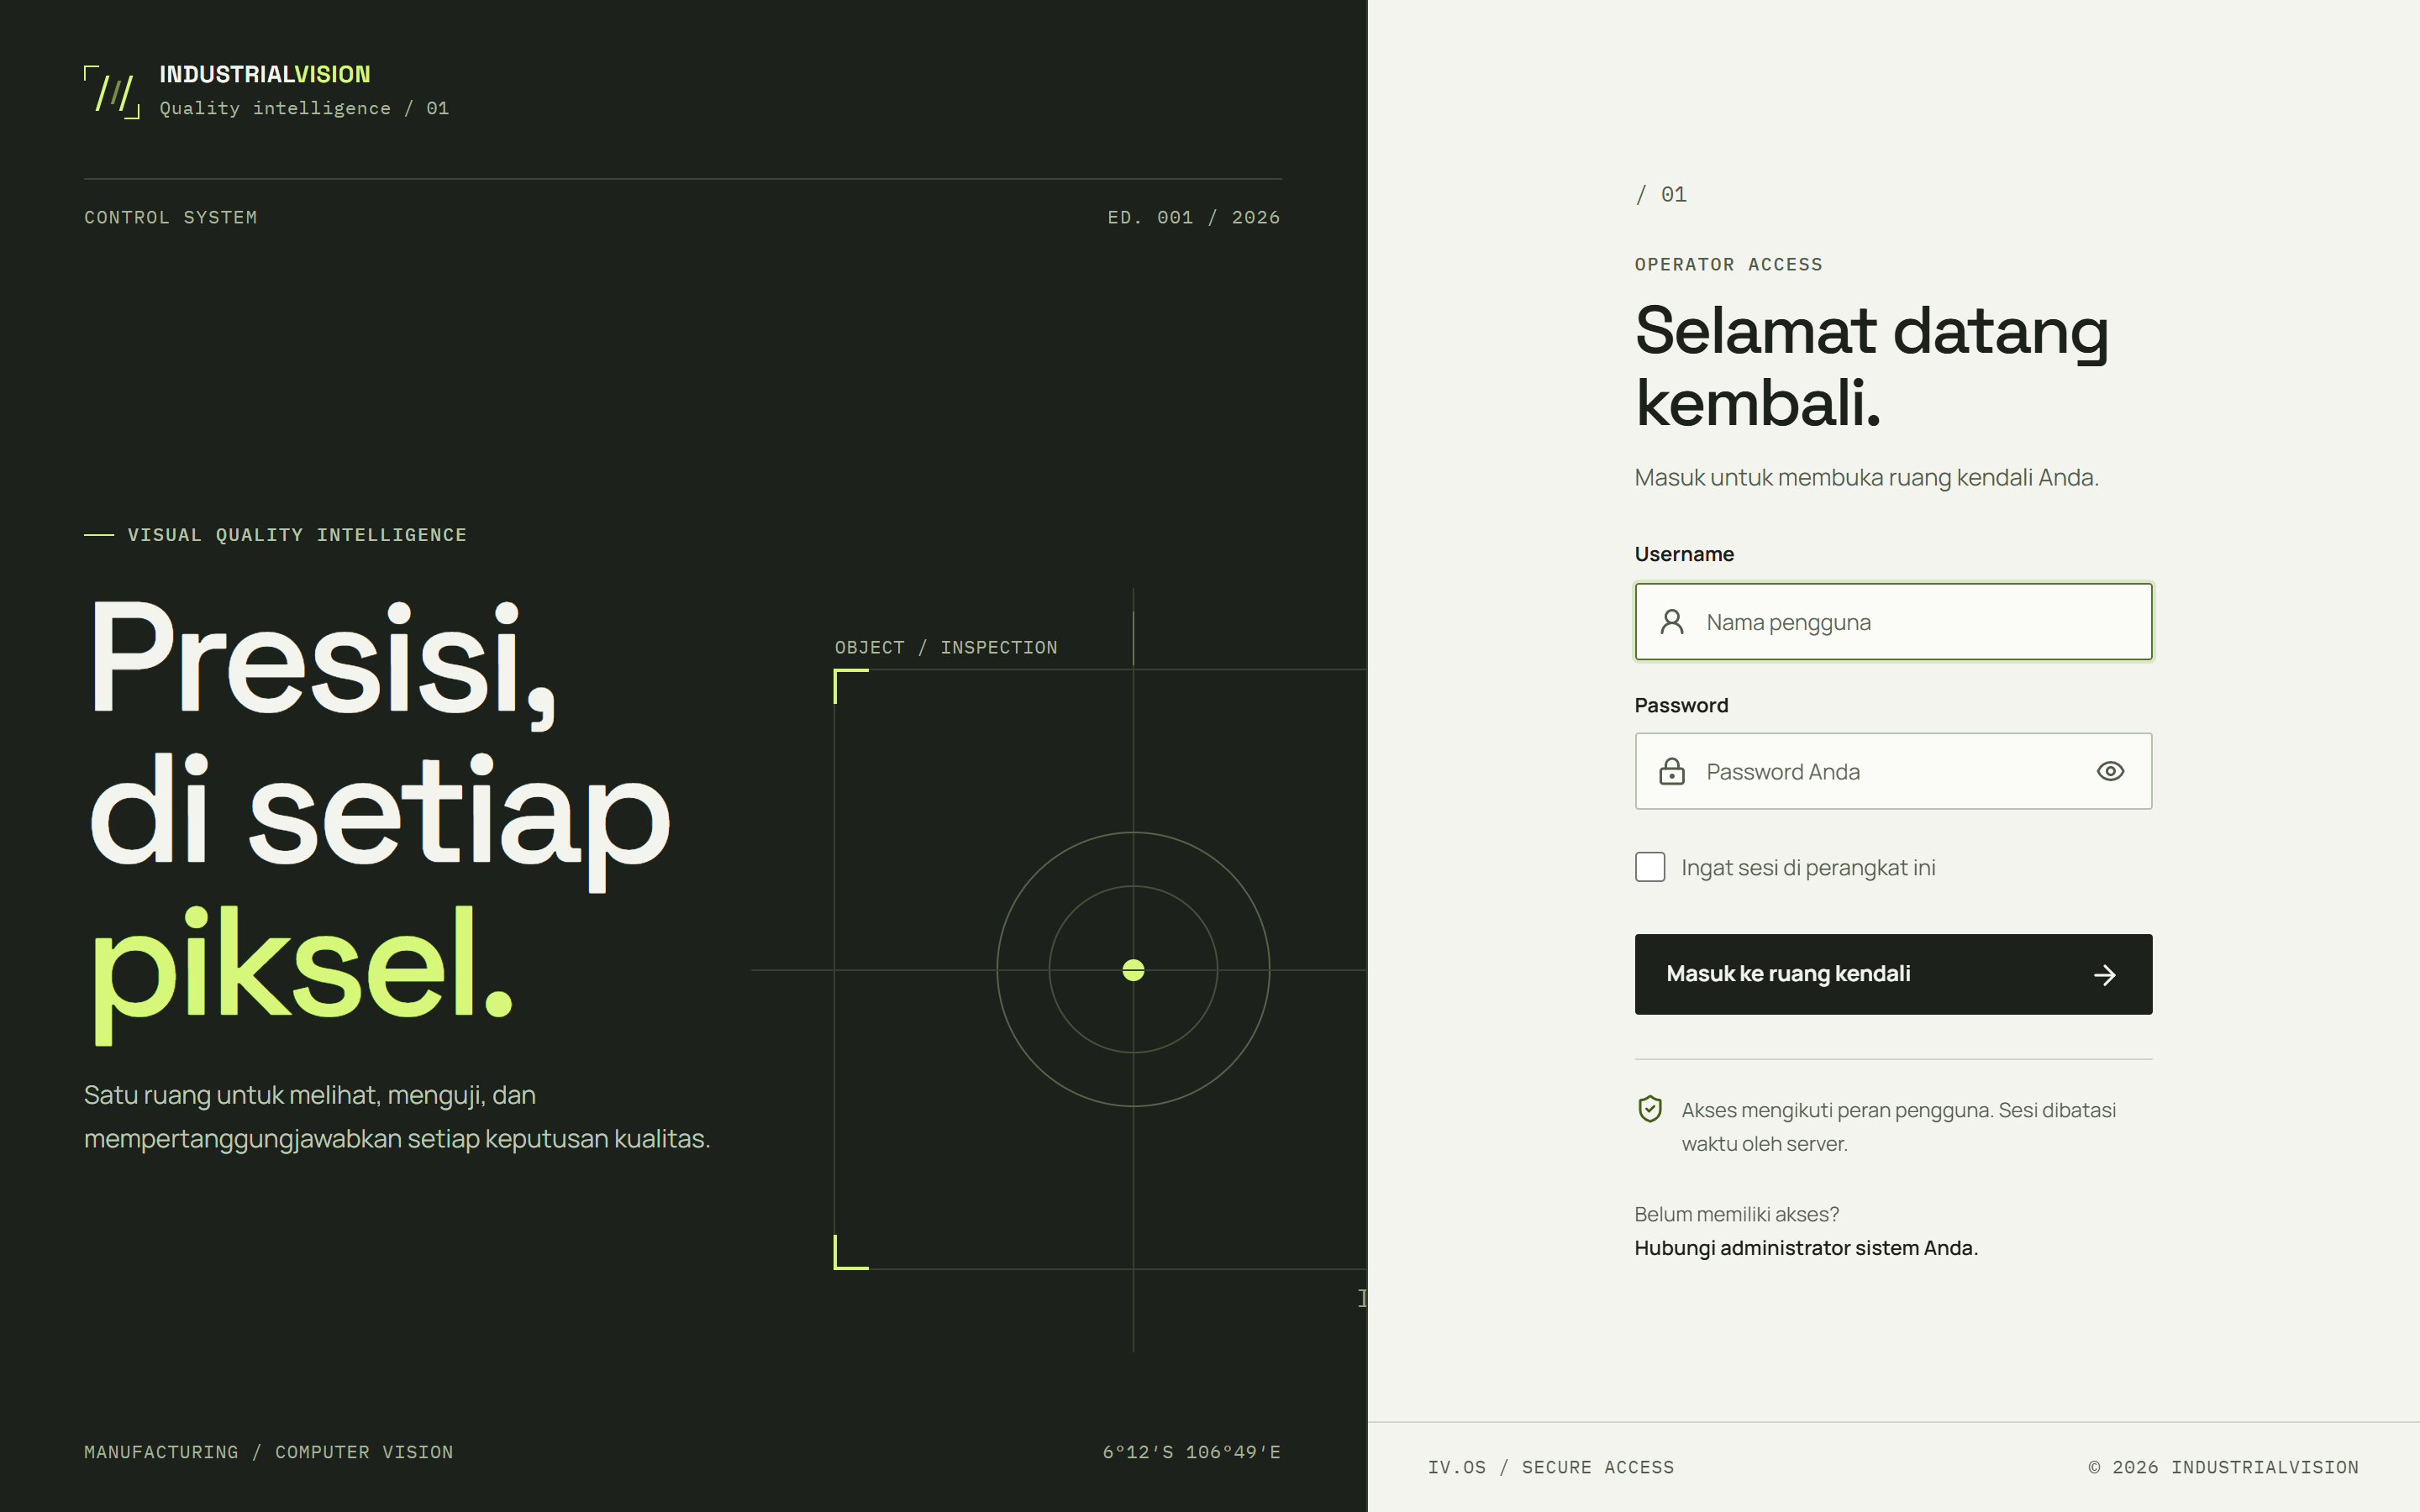 INDUSTRIALVISION
Quality intelligence / 01
CONTROL SYSTEM
ED. 001 / 2026
VISUAL QUALITY INTELLIGENCE
Presisi,
di setiap
piksel.
Satu ruang untuk melihat, menguji, dan
mempertanggungjawabkan setiap keputusan kualitas.
OBJECT / INSPECTION
MANUFACTURING / COMPUTER VISION
6°12′S 106°49′E
/ 01
OPERATOR ACCESS
Selamat datang
kembali.
Masuk untuk membuka ruang kendali Anda.
Username
Nama pengguna
Password
Password Anda
Ingat sesi di perangkat ini
Masuk ke ruang kendali
Akses mengikuti peran pengguna. Sesi dibatasi
waktu oleh server.
Belum memiliki akses?
Hubungi administrator sistem Anda.
IV.OS / SECURE ACCESS
© 2026 INDUSTRIALVISION